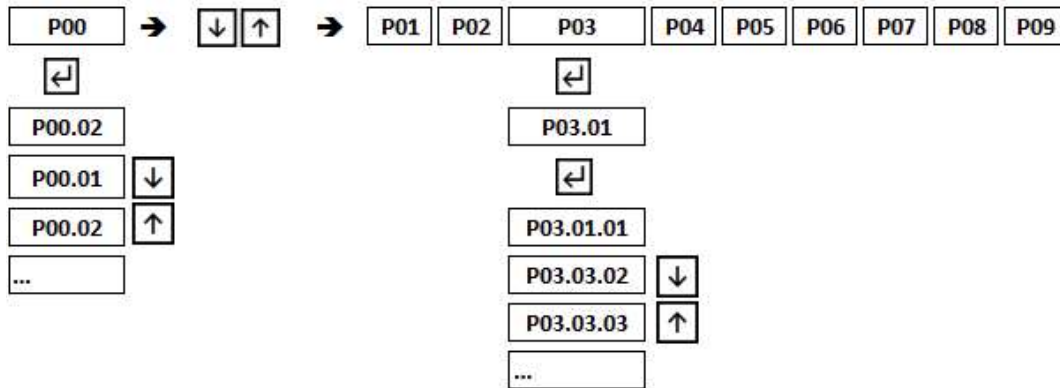 P00 ➔ ↓ ↑ ➔ P01 P02 P03 P04 P05 P06 P07 P08 P09
↵ ↵
P00.02 P03.01
P00.01 ↓ ↵
P00.02 ↑ P03.01.01
... P03.03.02 ↓
P03.03.03 ↑
...